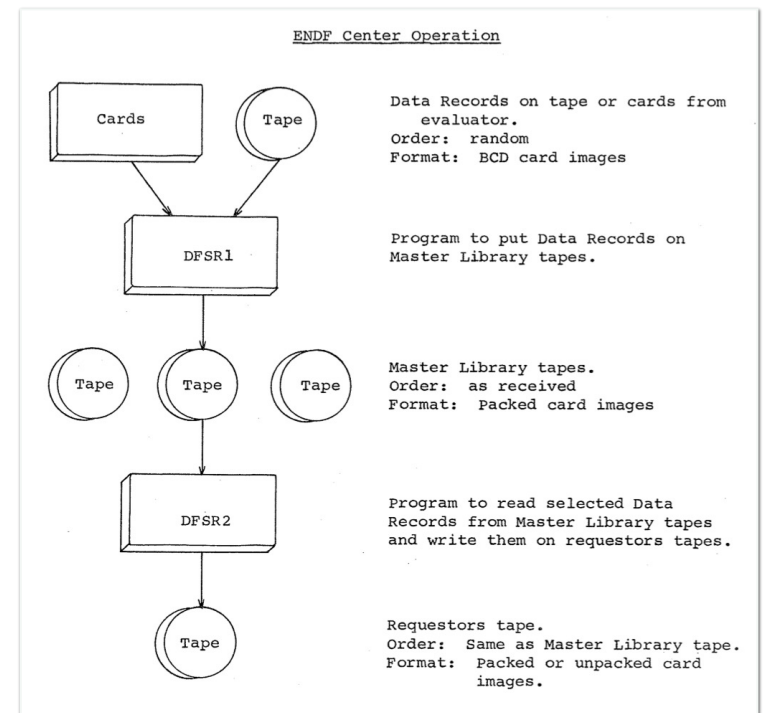 ENDF Center Operation
Cards
Tape
Data Records on tape or cards from
evaluator.
Order: random
Format: BCD card images
DFSR1
Program to put Data Records on
Master Library tapes.
Tape
Tape
Tape
Master Library tapes.
Order: as received
Format: Packed card images
DFSR2
Program to read selected Data
Records from Master Library tapes
and write them on requestors tapes.
Tape
Requestors tape.
Order: Same as Master Library tape.
Format: Packed or unpacked card
images.